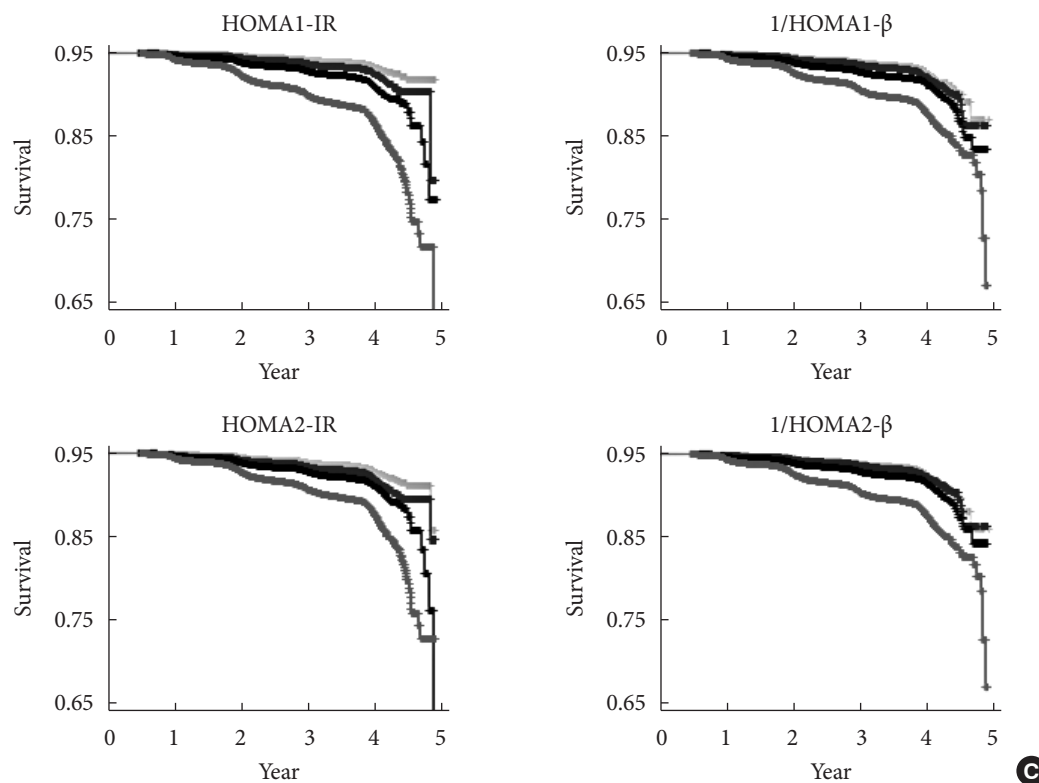 HOMA1-IR
0.95
0.85
0.75
0.65
Survival
0 1 2 3 4 5
Year
1/HOMA1-β
0.95
0.85
0.75
0.65
Survival
0 1 2 3 4 5
Year
HOMA2-IR
0.95
0.85
0.75
0.65
Survival
0 1 2 3 4 5
Year
1/HOMA2-β
0.95
0.85
0.75
0.65
Survival
0 1 2 3 4 5
Year
C